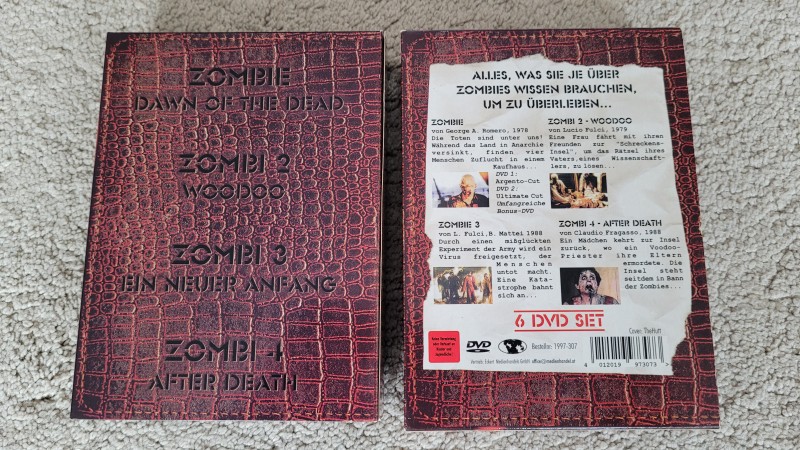 ZOMBIE
DAWN OF THE DEAD
ZOMBI 2
WOODOO
ZOMBI 3
EIN NEUER ANFANG
ZOMBI 4
AFTER DEATH
ALLES, WAS SIE JE ÜBER
ZOMBIES WISSEN BRAUCHEN,
UM ZU ÜBERLEBEN...
ZOMBIE
von George A. Romero, 1978
Die Toten sind unter uns!
Während das Land in Anarchie
versinkt, finden vier
Menschen Zuflucht in einem
Kaufhaus...
DVD 1:
Argento-Cut
DVD 2:
Ultimate Cut
Umfangreiche
Bonus-DVD
ZOMBI 2 - WOODOO
von Lucio Fulci, 1979
Eine Frau fährt mit ihren
Freunden zur "Schreckens-
Insel", um das Rätsel ihres
Vaters, eines Wissenschaft-
lers, zu lösen...
ZOMBIE 3
von L. Fulci, B. Mattei 1988
Durch einen mißglückten
Experiment der Army wird ein
Virus freigesetzt, der
Menschen
untot macht.
Eine Kata-
strophe bahnt
sich an...
ZOMBI 4 - AFTER DEATH
von Claudio Fragasso, 1988
Ein Mädchen kehrt zur Insel
zurück, wo ein Voodoo-
Priester ihre Eltern
ermordete. Die
Insel steht
seitdem in Bann
der Zombies...
6 DVD SET
Cover: TheHutt
DVD
Bestellnr: 1997-307
4 012019 973073 >